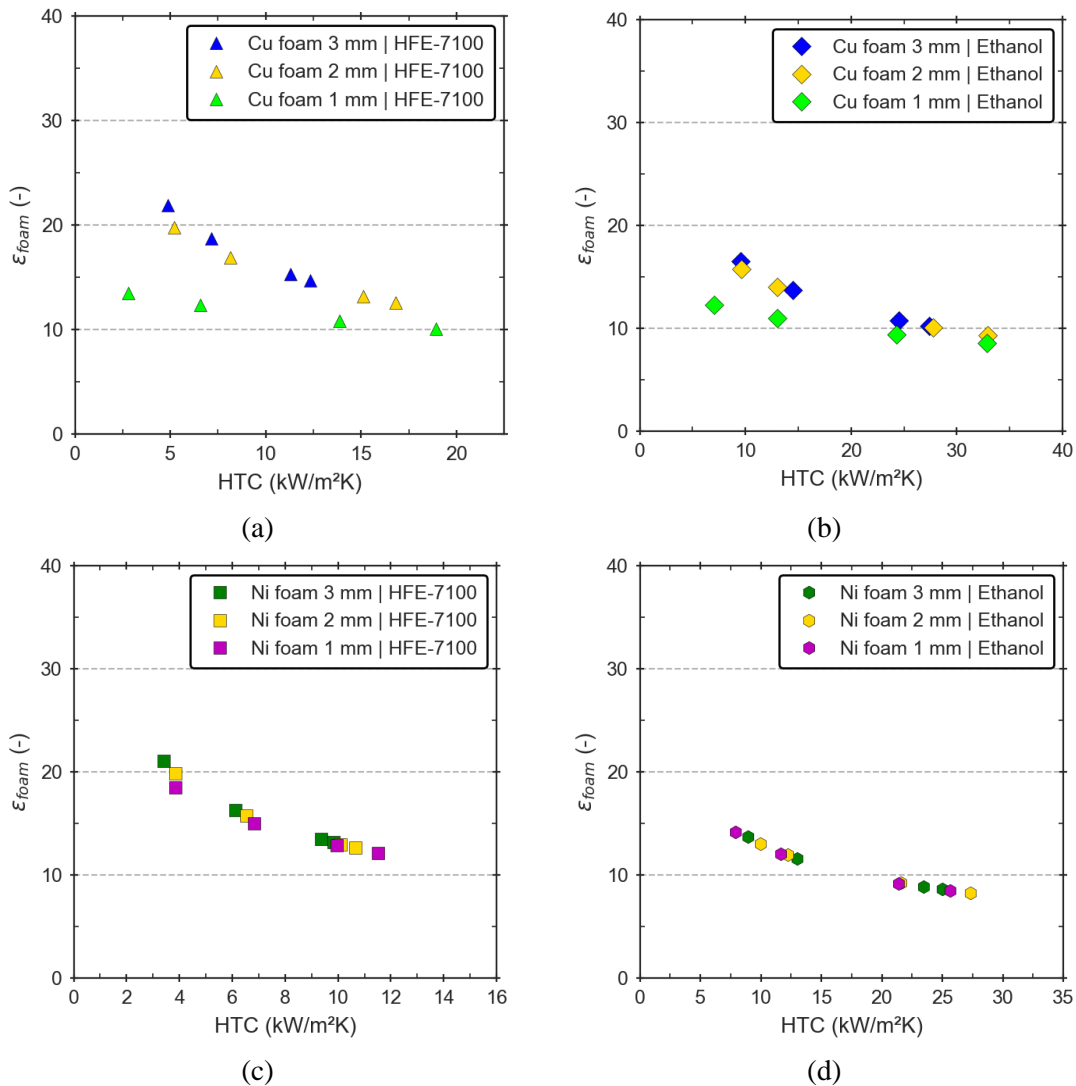 Cu foam 3 mm | HFE-7100
Cu foam 2 mm | HFE-7100
Cu foam 1 mm | HFE-7100
40
30
20
10
0
ε_foam (-)
0 5 10 15 20
HTC (kW/m²K)
(a)
Cu foam 3 mm | Ethanol
Cu foam 2 mm | Ethanol
Cu foam 1 mm | Ethanol
40
30
20
10
0
ε_foam (-)
0 10 20 30 40
HTC (kW/m²K)
(b)
Ni foam 3 mm | HFE-7100
Ni foam 2 mm | HFE-7100
Ni foam 1 mm | HFE-7100
40
30
20
10
0
ε_foam (-)
0 2 4 6 8 10 12 14 16
HTC (kW/m²K)
(c)
Ni foam 3 mm | Ethanol
Ni foam 2 mm | Ethanol
Ni foam 1 mm | Ethanol
40
30
20
10
0
ε_foam (-)
0 5 10 15 20 25 30 35
HTC (kW/m²K)
(d)